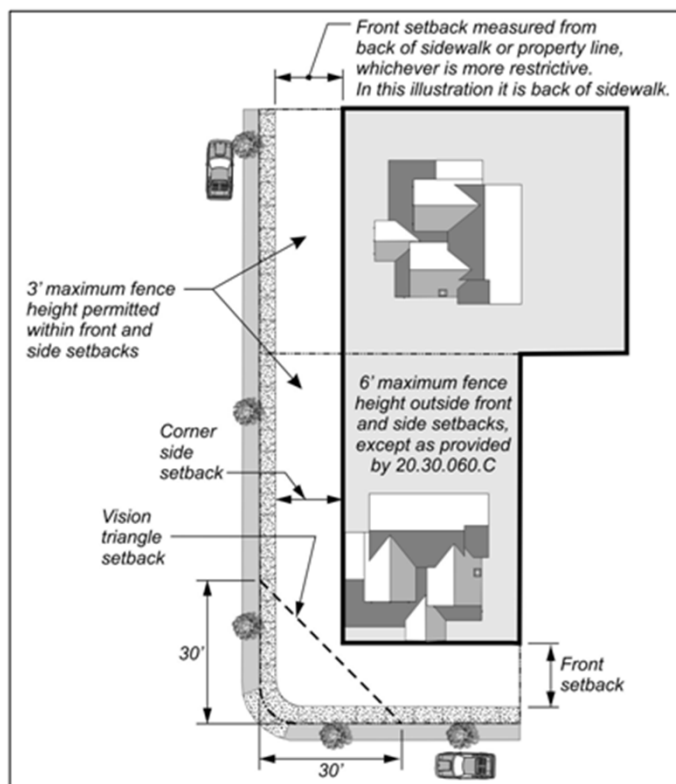 Front setback measured from
back of sidewalk or property line,
whichever is more restrictive.
In this illustration it is back of sidewalk.
3’ maximum fence
height permitted
within front and
side setbacks
6’ maximum fence
height outside front
and side setbacks,
except as provided
by 20.30.060.C
Corner
side
setback
Vision
triangle
setback
30’
Front
setback
30’